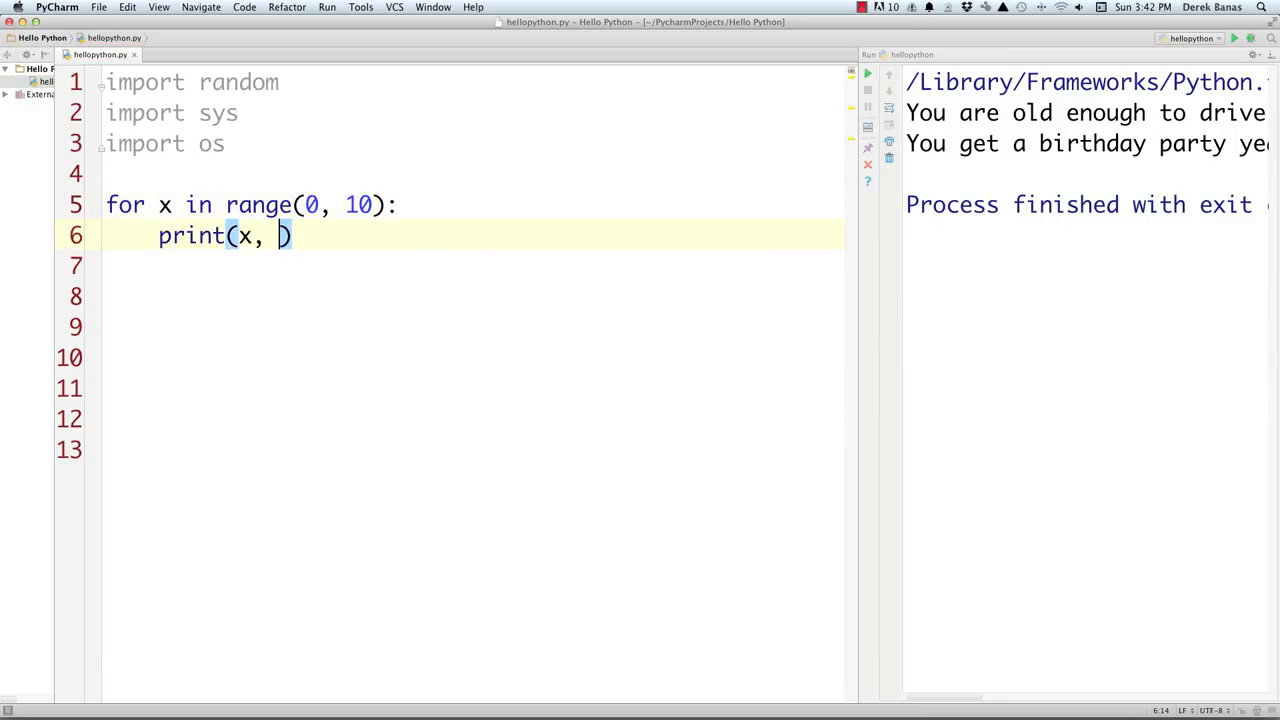 PyCharm File Edit View Navigate Code Refactor Run Tools VCS Window Help 10 Sun 3:42 PM Derek Banas
hellopython.py – Hello Python – [~/PycharmProjects/Hello Python]
Hello Python hellopython.py hellopython
hellopython.py Run hellopython
Hello P
hell
Externa
1 import random
2 import sys
3 import os
4
5 for x in range(0, 10):
6 print(x, )
7
8
9
10
11
12
13
/Library/Frameworks/Python.
You are old enough to drive
You get a birthday party ye
Process finished with exit
6:14 LF UTF-8